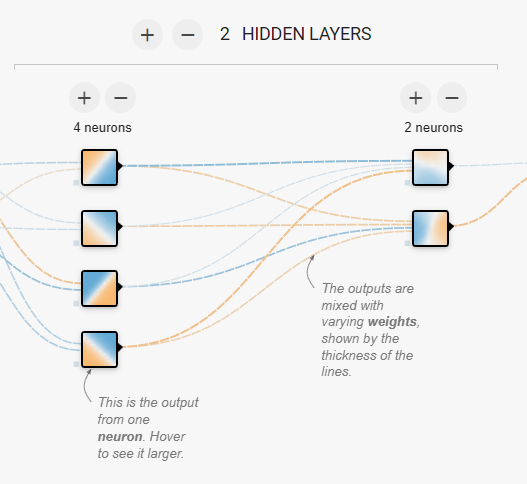 + − 2 HIDDEN LAYERS
+ −
4 neurons
+ −
2 neurons
The outputs are
mixed with
varying weights,
shown by the
thickness of the
lines.
This is the output
from one
neuron. Hover
to see it larger.